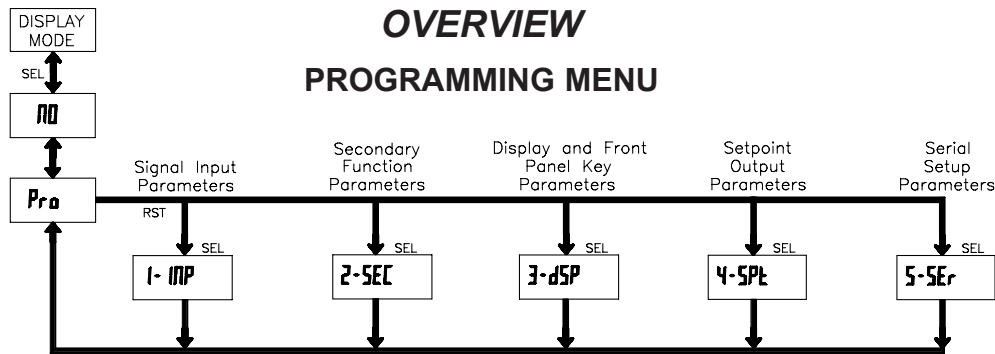 OVERVIEW
PROGRAMMING MENU
DISPLAY
MODE
SEL
NO
Pro
RST
Signal Input
Parameters
SEL
1-INP
Secondary
Function
Parameters
SEL
2-SEC
Display and Front
Panel Key
Parameters
SEL
3-dSP
Setpoint
Output
Parameters
SEL
4-SPt
Serial
Setup
Parameters
SEL
5-SEr